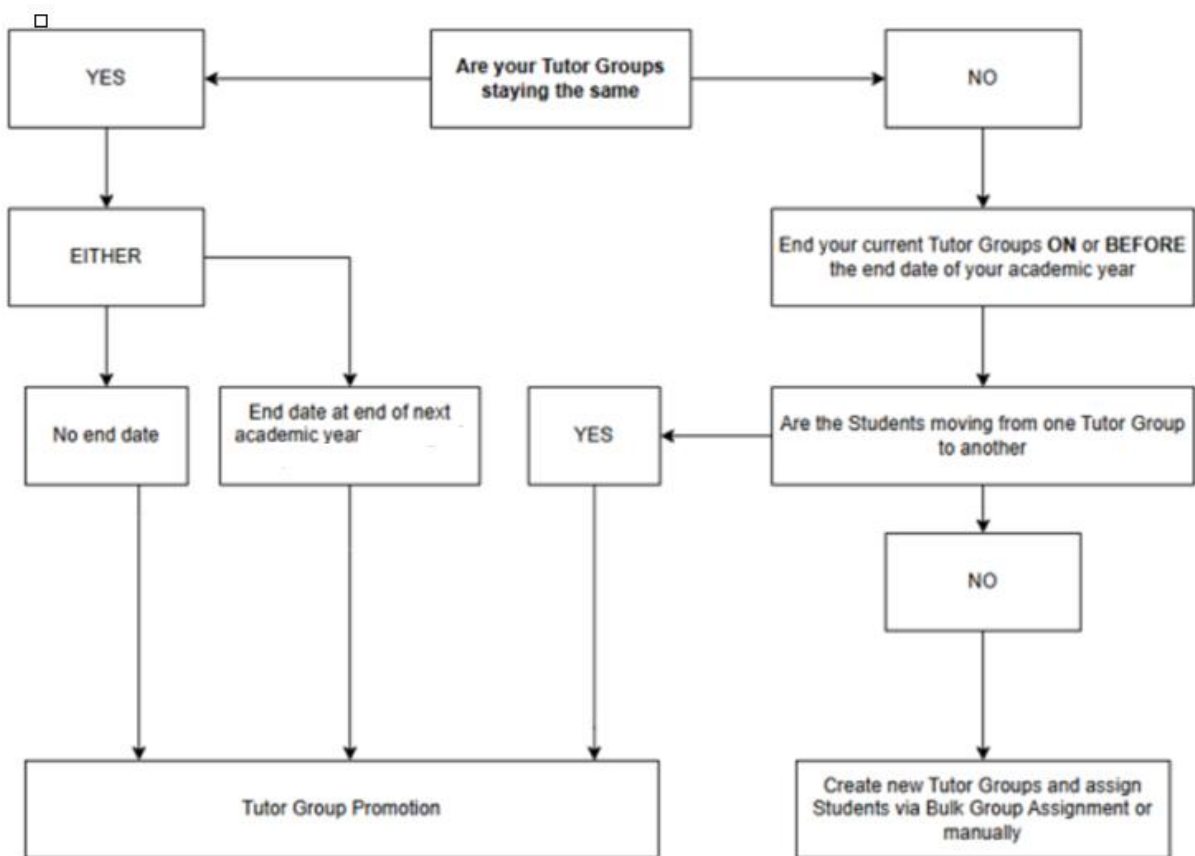 YES
Are your Tutor Groups
staying the same
NO
EITHER
End your current Tutor Groups ON or BEFORE
the end date of your academic year
No end date
End date at end of next
academic year
YES
Are the Students moving from one Tutor Group
to another
NO
Tutor Group Promotion
Create new Tutor Groups and assign
Students via Bulk Group Assignment or
manually